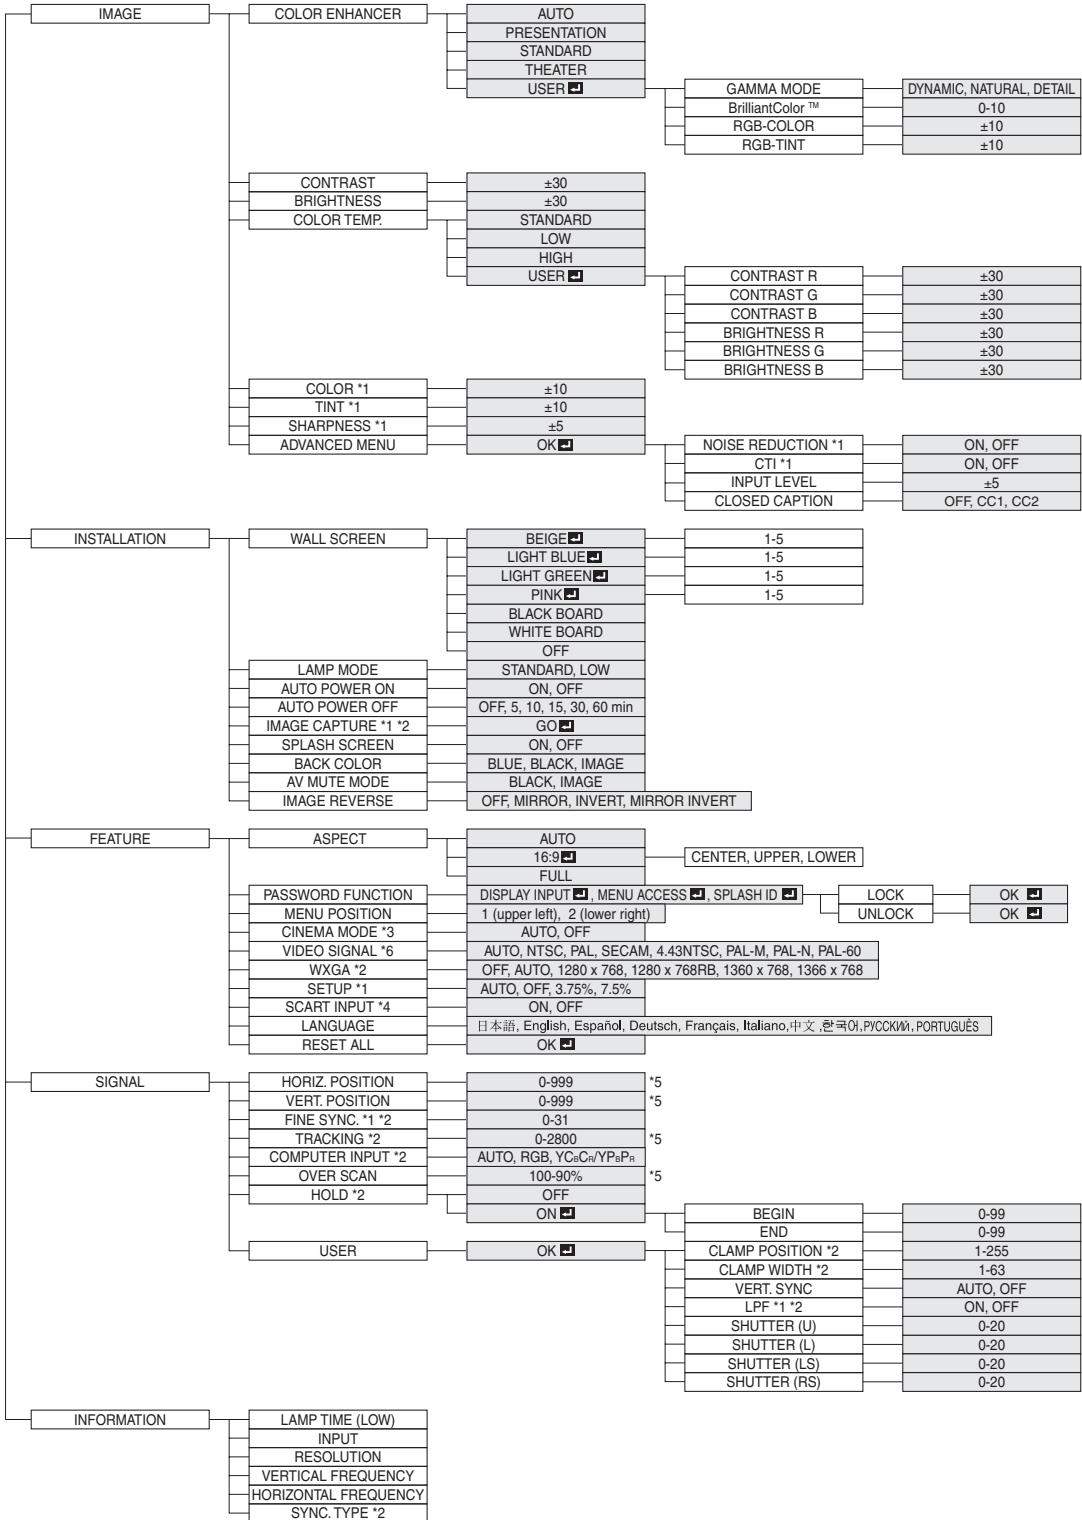 IMAGE COLOR ENHANCER AUTO
PRESENTATION
STANDARD
THEATER
USER GAMMA MODE DYNAMIC, NATURAL, DETAIL
BrilliantColor ™ 0-10
RGB-COLOR ±10
RGB-TINT ±10
CONTRAST ±30
BRIGHTNESS ±30
COLOR TEMP. STANDARD
LOW
HIGH
USER CONTRAST R ±30
CONTRAST G ±30
CONTRAST B ±30
BRIGHTNESS R ±30
BRIGHTNESS G ±30
BRIGHTNESS B ±30
COLOR *1 ±10
TINT *1 ±10
SHARPNESS *1 ±5
ADVANCED MENU OK NOISE REDUCTION *1 ON, OFF
CTI *1 ON, OFF
INPUT LEVEL ±5
CLOSED CAPTION OFF, CC1, CC2
INSTALLATION WALL SCREEN BEIGE 1-5
LIGHT BLUE 1-5
LIGHT GREEN 1-5
PINK 1-5
BLACK BOARD
WHITE BOARD
OFF
LAMP MODE STANDARD, LOW
AUTO POWER ON ON, OFF
AUTO POWER OFF OFF, 5, 10, 15, 30, 60 min
IMAGE CAPTURE *1 *2 GO
SPLASH SCREEN ON, OFF
BACK COLOR BLUE, BLACK, IMAGE
AV MUTE MODE BLACK, IMAGE
IMAGE REVERSE OFF, MIRROR, INVERT, MIRROR INVERT
FEATURE ASPECT AUTO
16:9 CENTER, UPPER, LOWER
FULL
PASSWORD FUNCTION DISPLAY INPUT , MENU ACCESS , SPLASH ID LOCK OK
MENU POSITION 1 (upper left), 2 (lower right) UNLOCK OK
CINEMA MODE *3 AUTO, OFF
VIDEO SIGNAL *6 AUTO, NTSC, PAL, SECAM, 4.43NTSC, PAL-M, PAL-N, PAL-60
WXGA *2 OFF, AUTO, 1280 x 768, 1280 x 768RB, 1360 x 768, 1366 x 768
SETUP *1 AUTO, OFF, 3.75%, 7.5%
SCART INPUT *4 ON, OFF
LANGUAGE 日本語, English, Español, Deutsch, Français, Italiano,中文 ,한국어,РУССКИЙ, PORTUGUÊS
RESET ALL OK
SIGNAL HORIZ. POSITION 0-999 *5
VERT. POSITION 0-999 *5
FINE SYNC. *1 *2 0-31
TRACKING *2 0-2800 *5
COMPUTER INPUT *2 AUTO, RGB, YCBCR/YPBPR
OVER SCAN 100-90% *5
HOLD *2 OFF
ON BEGIN 0-99
END 0-99
USER OK CLAMP POSITION *2 1-255
CLAMP WIDTH *2 1-63
VERT. SYNC AUTO, OFF
LPF *1 *2 ON, OFF
SHUTTER (U) 0-20
SHUTTER (L) 0-20
SHUTTER (LS) 0-20
SHUTTER (RS) 0-20
INFORMATION LAMP TIME (LOW)
INPUT
RESOLUTION
VERTICAL FREQUENCY
HORIZONTAL FREQUENCY
SYNC. TYPE *2